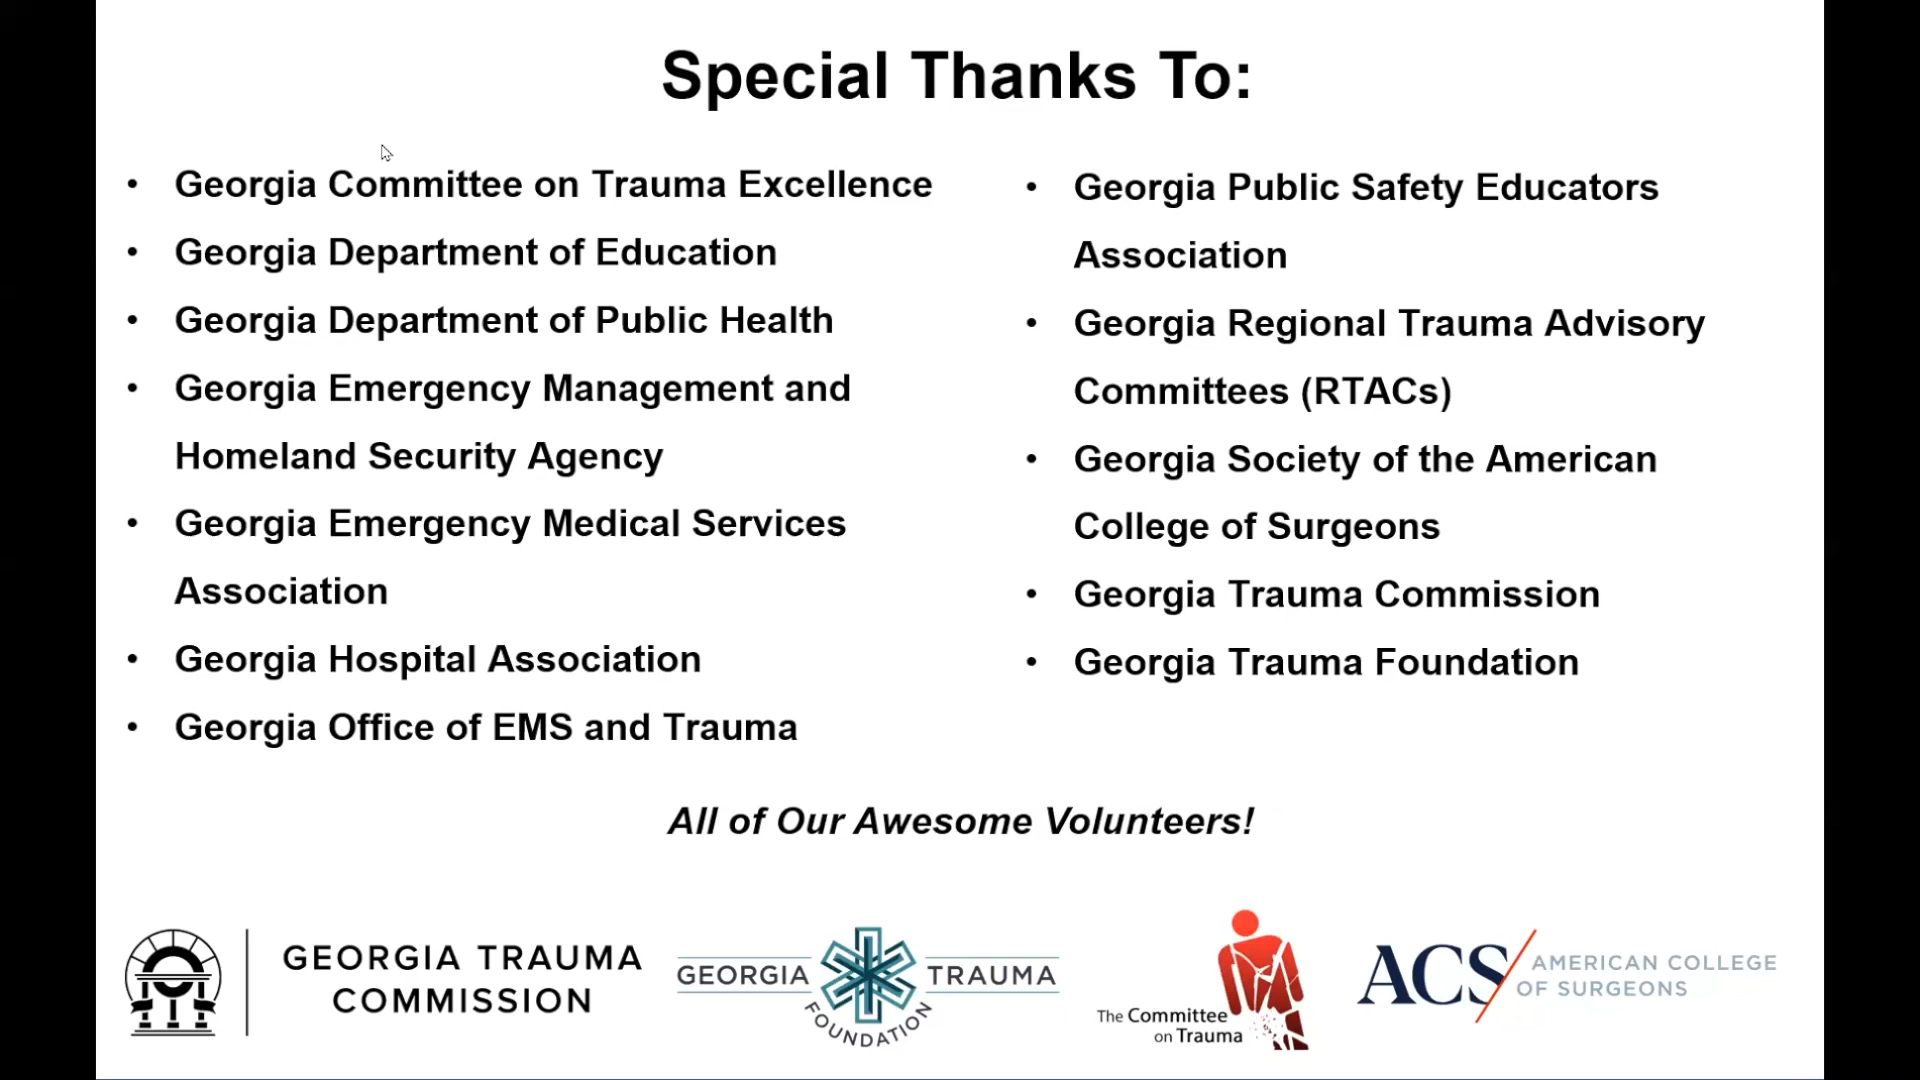 Special Thanks To:
• Georgia Committee on Trauma Excellence
• Georgia Department of Education
• Georgia Department of Public Health
• Georgia Emergency Management and
Homeland Security Agency
• Georgia Emergency Medical Services
Association
• Georgia Hospital Association
• Georgia Office of EMS and Trauma
• Georgia Public Safety Educators
Association
• Georgia Regional Trauma Advisory
Committees (RTACs)
• Georgia Society of the American
College of Surgeons
• Georgia Trauma Commission
• Georgia Trauma Foundation
All of Our Awesome Volunteers!
GEORGIA TRAUMA
COMMISSION
GEORGIA TRAUMA
FOUNDATION
The Committee
on Trauma
ACS
AMERICAN COLLEGE
OF SURGEONS